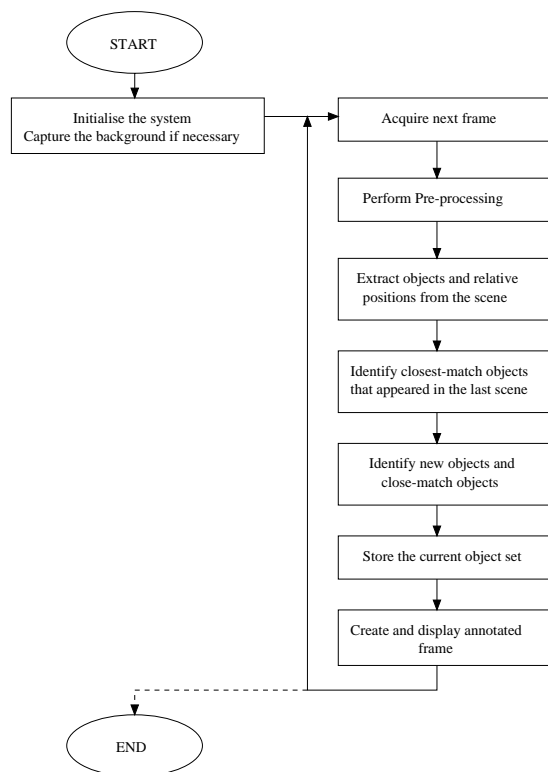 START
Initialise the system
Capture the background if necessary
Acquire next frame
Perform Pre-processing
Extract objects and relative
positions from the scene
Identify closest-match objects
that appeared in the last scene
Identify new objects and
close-match objects
Store the current object set
Create and display annotated
frame
END